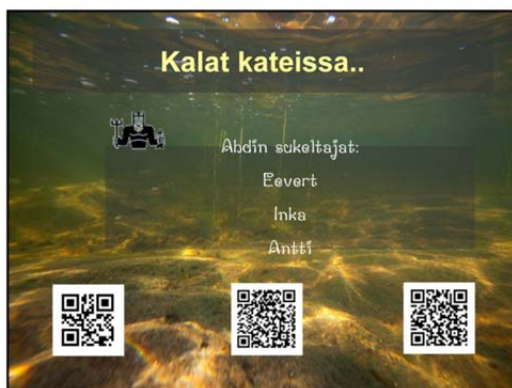 Kalat kateissa..
Ahdin sukeltajat:
Eevert
Inka
Antti